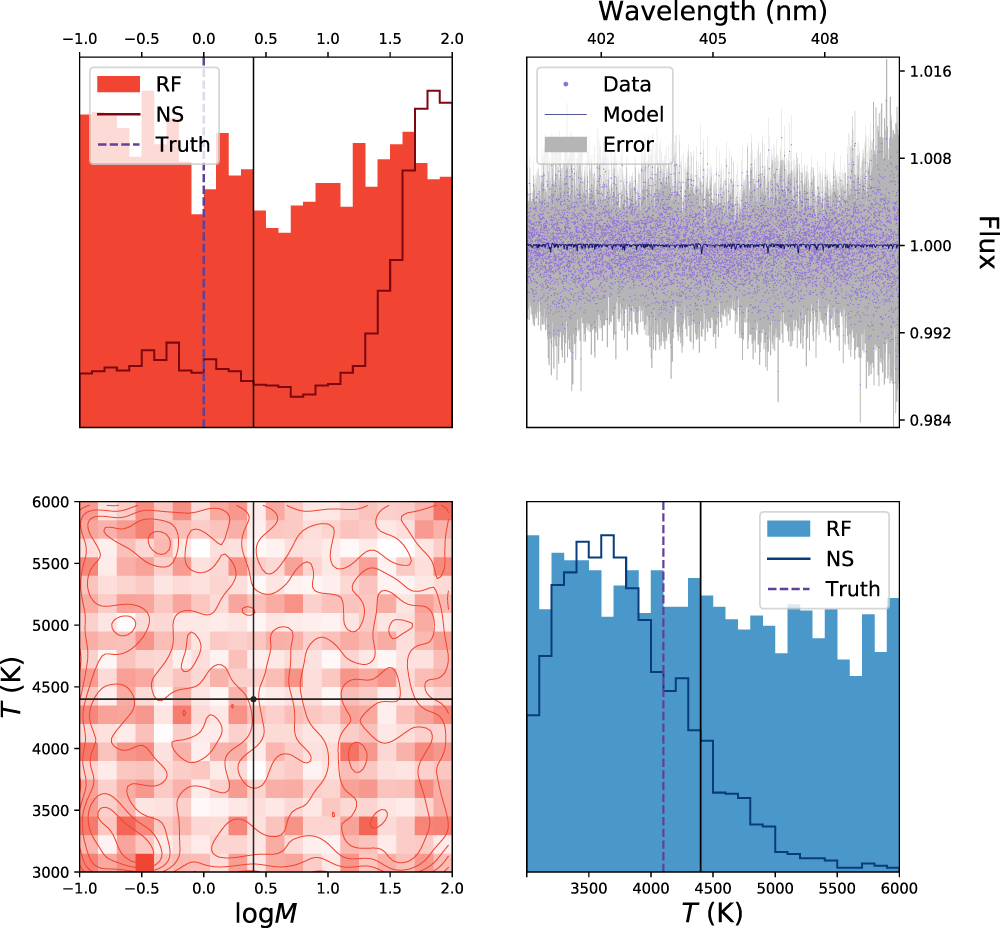 −1.0 −0.5 0.0 0.5 1.0 1.5 2.0
RF
NS
Truth
Wavelength (nm)
402 405 408
Data
Model
Error
1.016
1.008
1.000
0.992
0.984
Flux
6000
5500
5000
4500
4000
3500
3000
T (K)
−1.0 −0.5 0.0 0.5 1.0 1.5 2.0
logM
RF
NS
Truth
3500 4000 4500 5000 5500 6000
T (K)